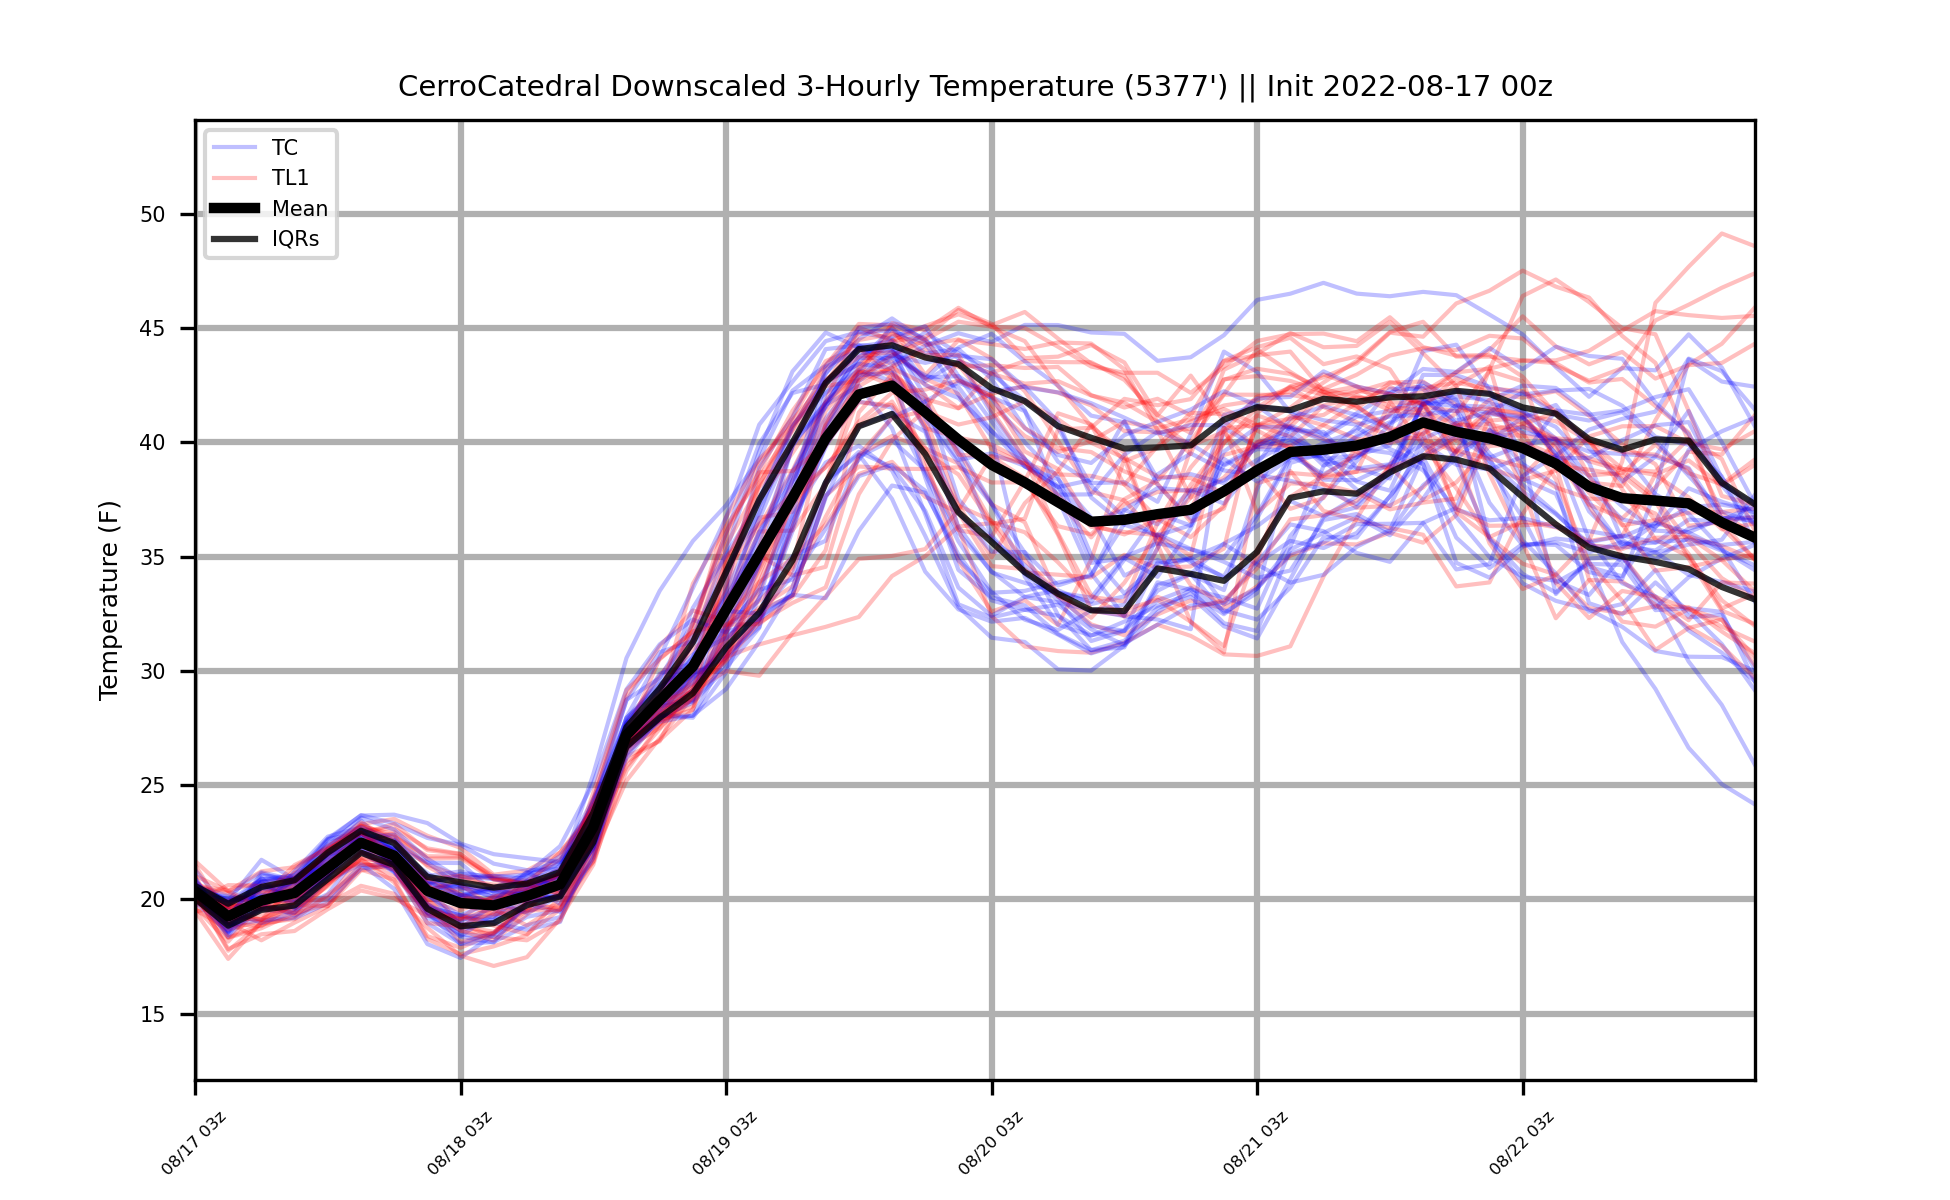 CerroCatedral Downscaled 3-Hourly Temperature (5377') || Init 2022-08-17 00z
TC
TL1
Mean
IQRs
Temperature (F)
50
45
40
35
30
25
20
15
08/17 03z
08/18 03z
08/19 03z
08/20 03z
08/21 03z
08/22 03z